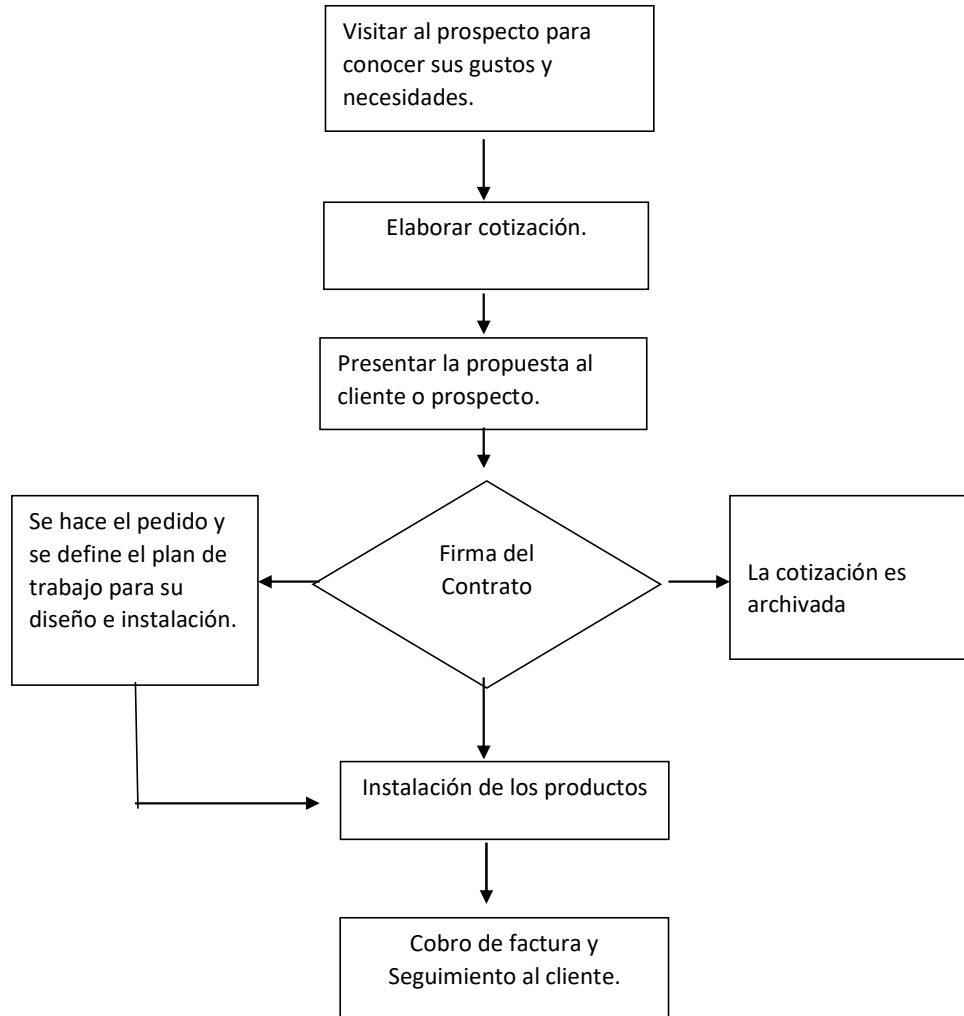 Visitar al prospecto para
conocer sus gustos y
necesidades.
Elaborar cotización.
Presentar la propuesta al
cliente o prospecto.
Se hace el pedido y
se define el plan de
trabajo para su
diseño e instalación.
Firma del
Contrato
La cotización es
archivada
Instalación de los productos
Cobro de factura y
Seguimiento al cliente.